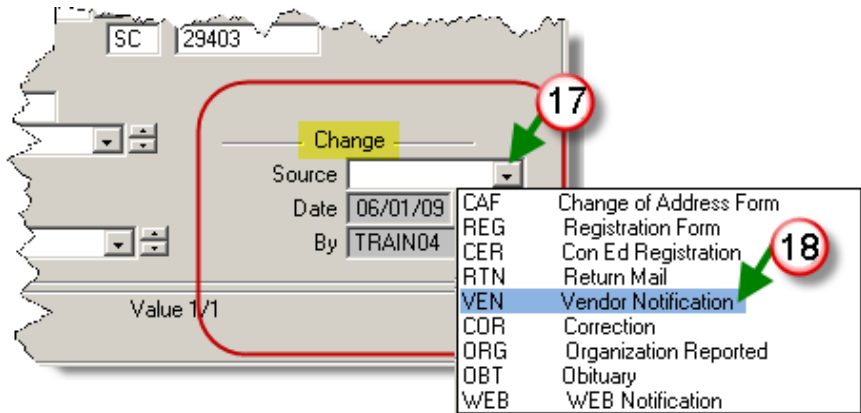 SC 29403
17
Change
Source
Date 06/01/09
By TRAIN04
Value 1/1
CAF Change of Address Form
REG Registration Form
CER Con Ed Registration
RTN Return Mail
18
VEN Vendor Notification
COR Correction
ORG Organization Reported
OBT Obituary
WEB WEB Notification